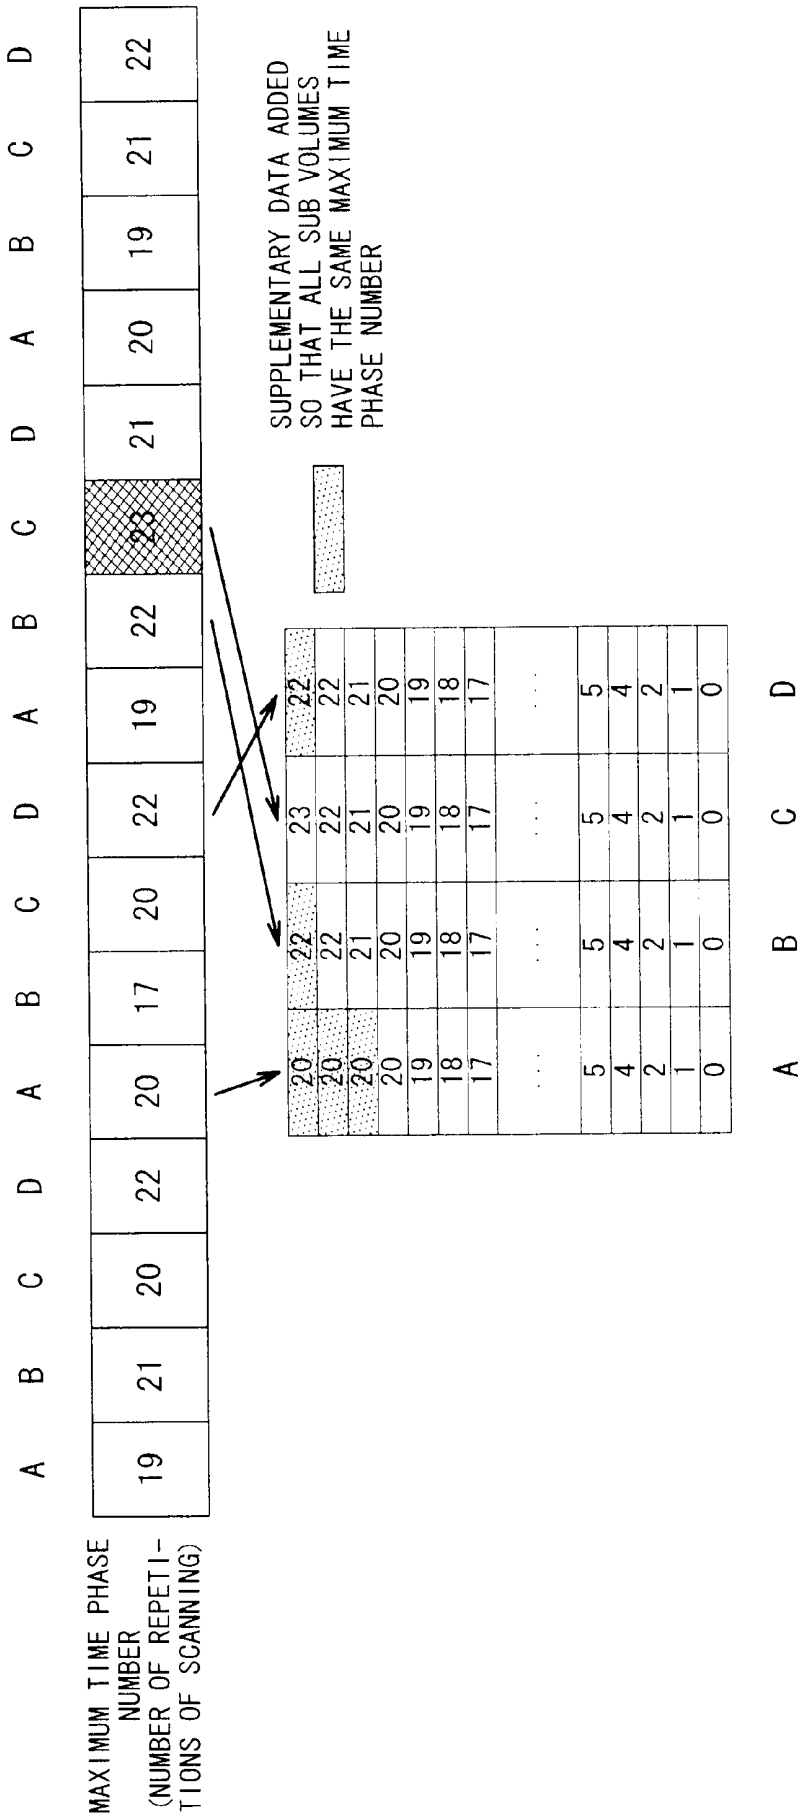 A B C D A B C D A B C D A B C D
MAXIMUM TIME PHASE
NUMBER
(NUMBER OF REPETI-
TIONS OF SCANNING)
19 21 20 22 20 17 20 22 19 22 23 21 20 19 21 22
SUPPLEMENTARY DATA ADDED
SO THAT ALL SUB VOLUMES
HAVE THE SAME MAXIMUM TIME
PHASE NUMBER
20 22 23 22
20 22 22 22
20 21 21 21
20 20 20 20
19 19 19 19
18 18 18 18
17 17 17 17
.... .... .... ....
5 5 5 5
4 4 4 4
2 2 2 2
1 1 1 1
0 0 0 0
A B C D